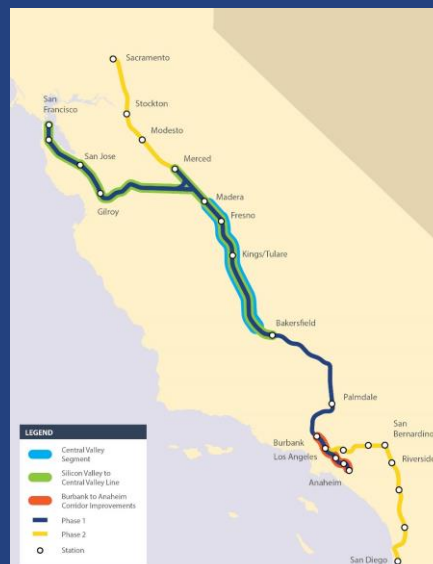 Sacramento
San
Francisco
Stockton
Modesto
San Jose
Merced
Gilroy
Madera
Fresno
Kings/Tulare
Bakersfield
Palmdale
San
Bernardino
Burbank
Los Angeles
Riverside
Anaheim
San Diego
LEGEND
Central Valley
Segment
Silicon Valley to
Central Valley Line
Burbank to Anaheim
Corridor Improvements
Phase 1
Phase 2
Station